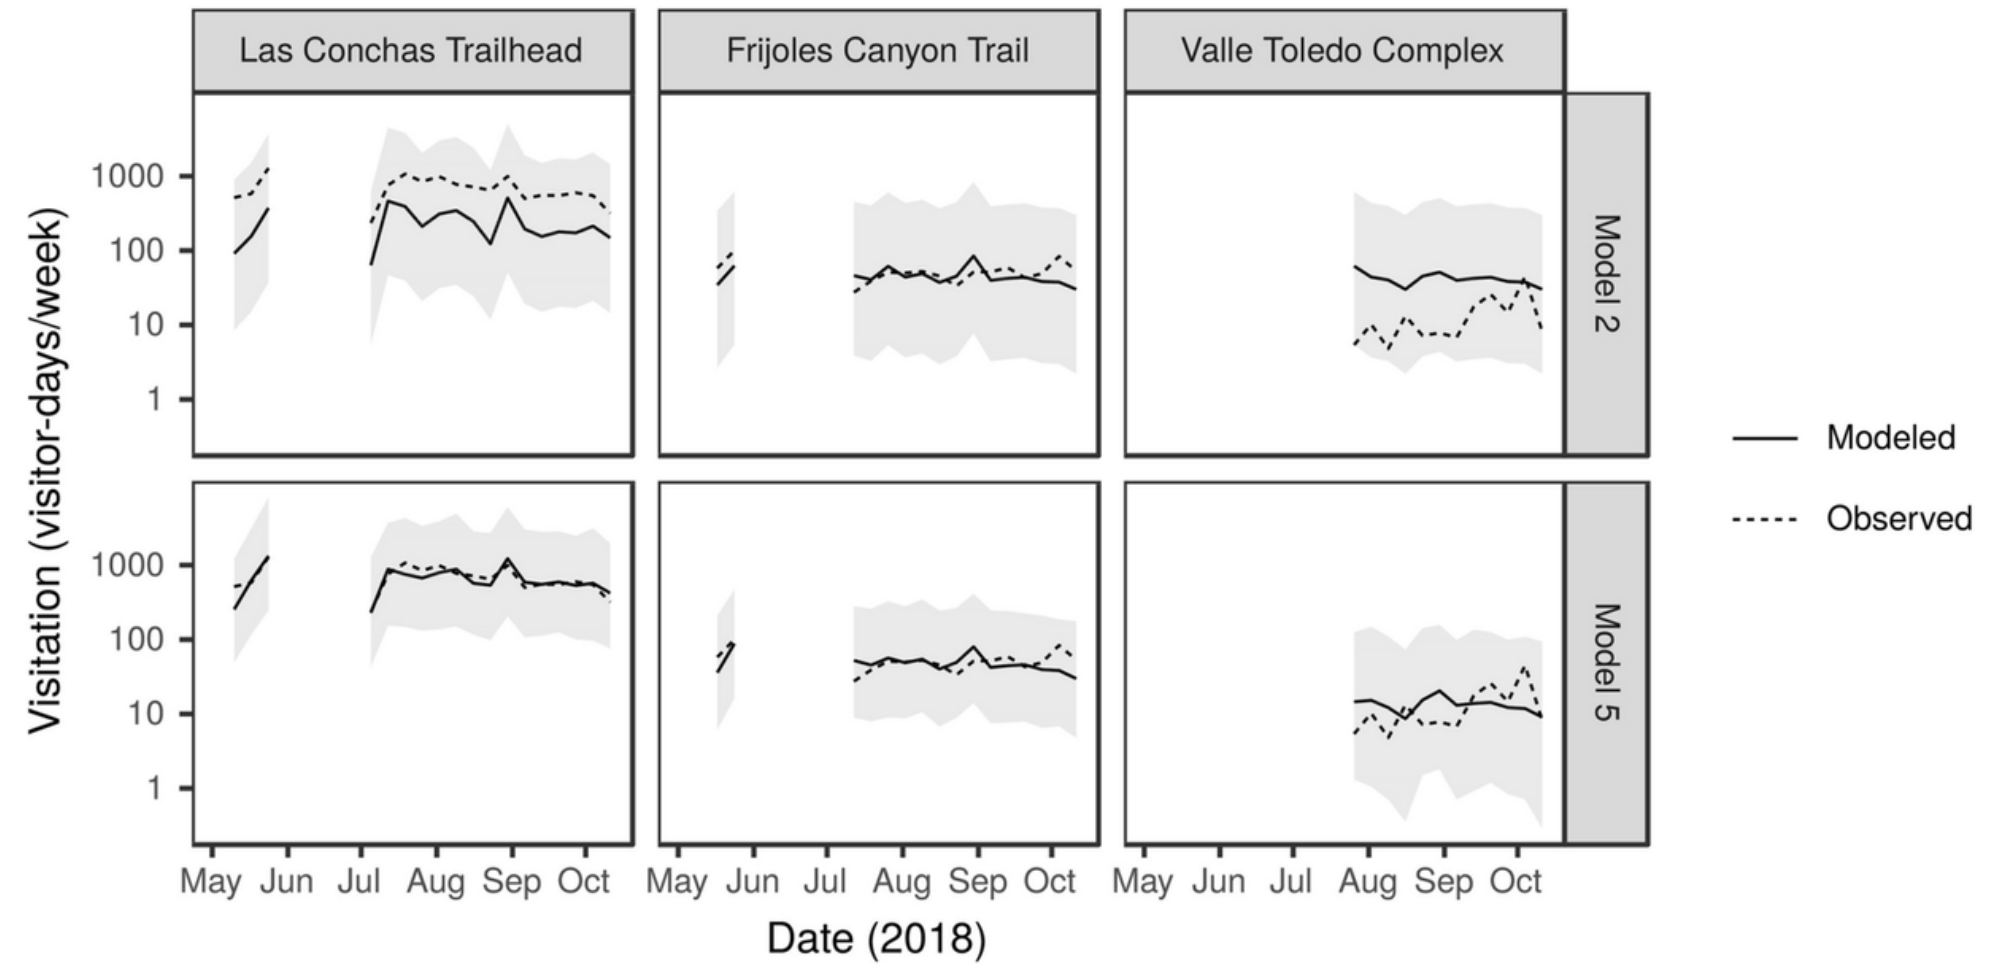 Las Conchas Trailhead
Frijoles Canyon Trail
Valle Toledo Complex
Visitation (visitor-days/week)
1000
100
10
1
Model 2
1000
100
10
1
Model 5
Modeled
Observed
May Jun Jul Aug Sep Oct
May Jun Jul Aug Sep Oct
May Jun Jul Aug Sep Oct
Date (2018)